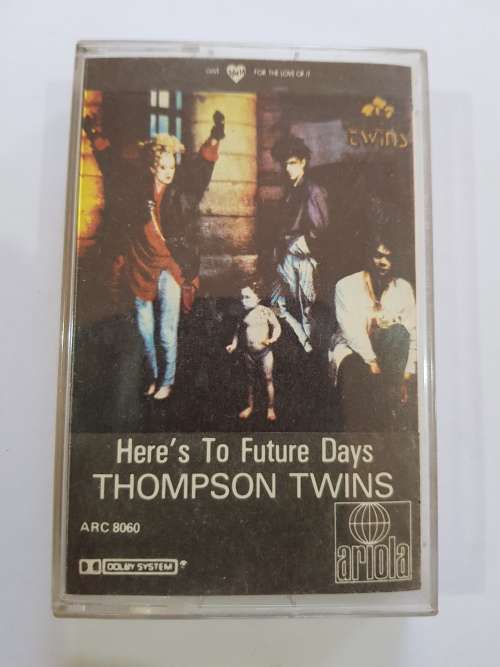 FOR THE LOVE OF IT
twins
Here's To Future Days
THOMPSON TWINS
ARC 8060
DOLBY SYSTEM
ariola